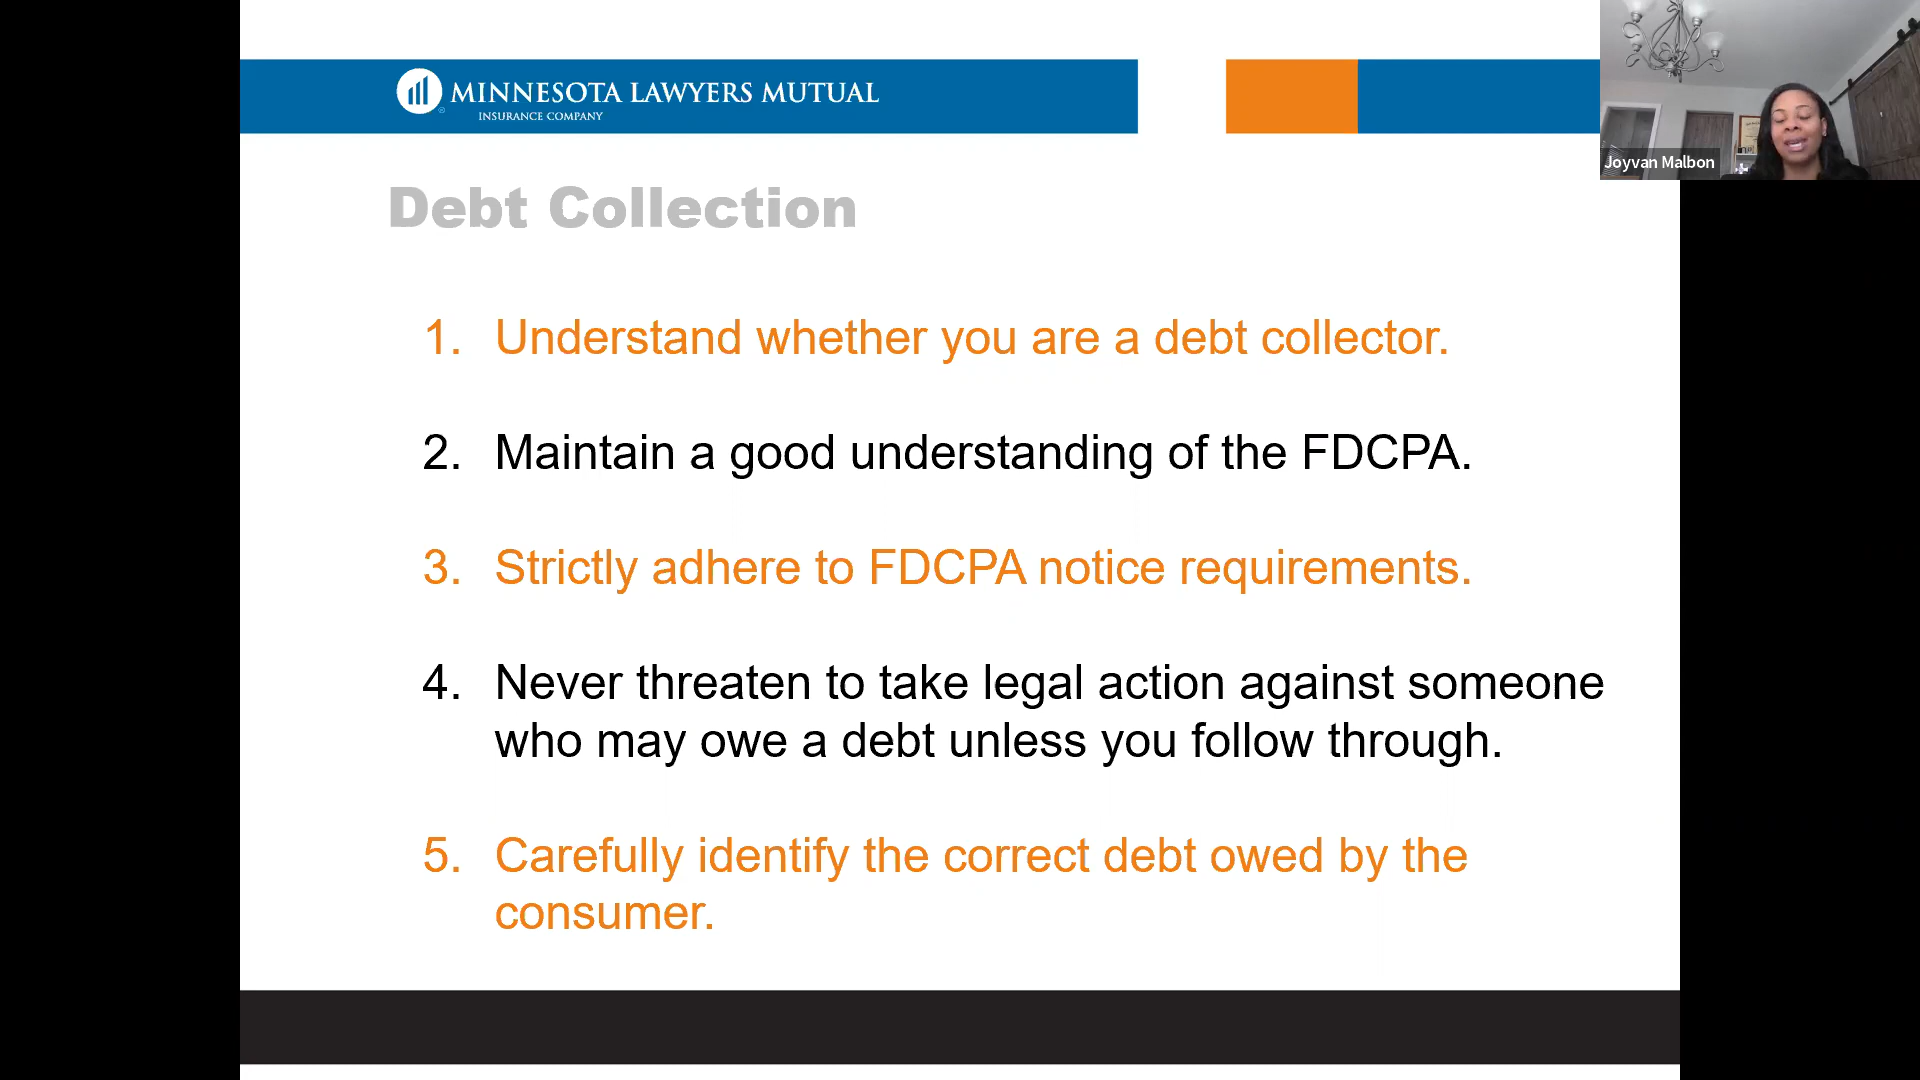 MINNESOTA LAWYERS MUTUAL
INSURANCE COMPANY
Joyvan Malbon
Debt Collection
1. Understand whether you are a debt collector.
2. Maintain a good understanding of the FDCPA.
3. Strictly adhere to FDCPA notice requirements.
4. Never threaten to take legal action against someone
who may owe a debt unless you follow through.
5. Carefully identify the correct debt owed by the
consumer.